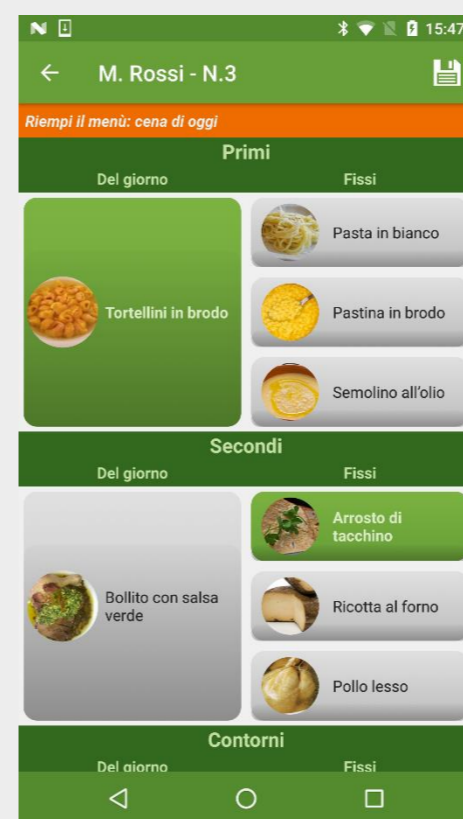 15:47
M. Rossi - N.3
Riempi il menù: cena di oggi
Primi
Del giorno
Fissi
Tortellini in brodo
Pasta in bianco
Pastina in brodo
Semolino all'olio
Secondi
Del giorno
Fissi
Bollito con salsa
verde
Arrosto di
tacchino
Ricotta al forno
Pollo lesso
Contorni
Del giorno
Fissi